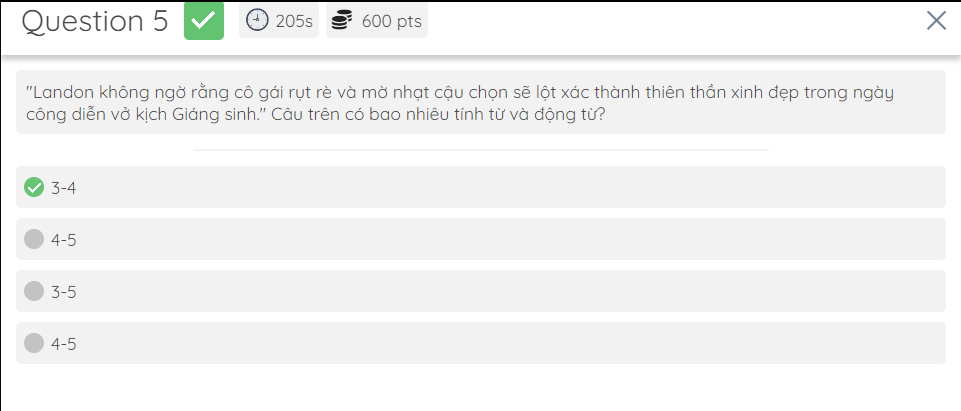 Question 5 205s 600 pts
"Landon không ngờ rằng cô gái rụt rè và mờ nhạt cậu chọn sẽ lột xác thành thiên thần xinh đẹp trong ngày
công diễn vở kịch Giáng sinh." Câu trên có bao nhiêu tính từ và động từ?
3-4
4-5
3-5
4-5